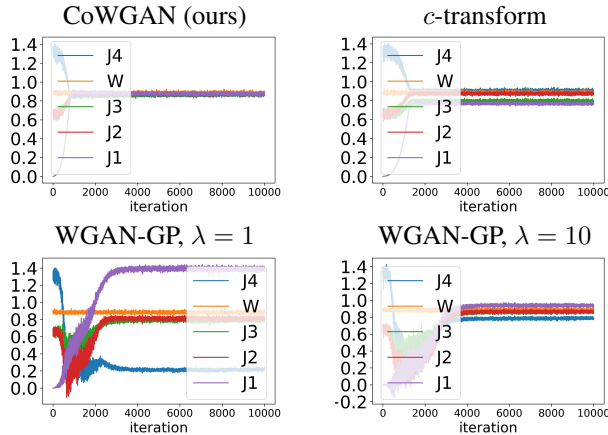 CoWGAN (ours)
c-transform
1.4
1.2
1.0
0.8
0.6
0.4
0.2
0.0
J4
W
J3
J2
J1
0 2000 4000 6000 8000 10000
iteration
1.4
1.2
1.0
0.8
0.6
0.4
0.2
0.0
J4
W
J3
J2
J1
0 2000 4000 6000 8000 10000
iteration
WGAN-GP, λ = 1
WGAN-GP, λ = 10
1.4
1.2
1.0
0.8
0.6
0.4
0.2
0.0
J4
W
J3
J2
J1
0 2000 4000 6000 8000 10000
iteration
1.4
1.2
1.0
0.8
0.6
0.4
0.2
0.0
-0.2
J4
W
J3
J2
J1
0 2000 4000 6000 8000 10000
iteration